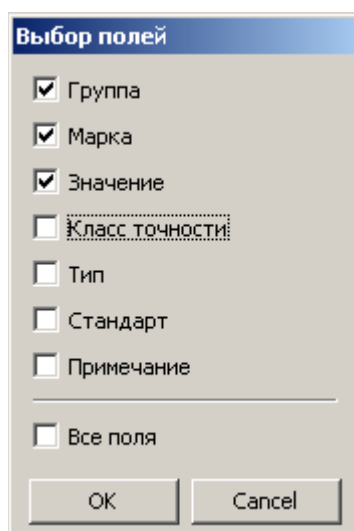 Выбор полей
Группа
Марка
Значение
Класс точности
Тип
Стандарт
Примечание
Все поля
OK Cancel